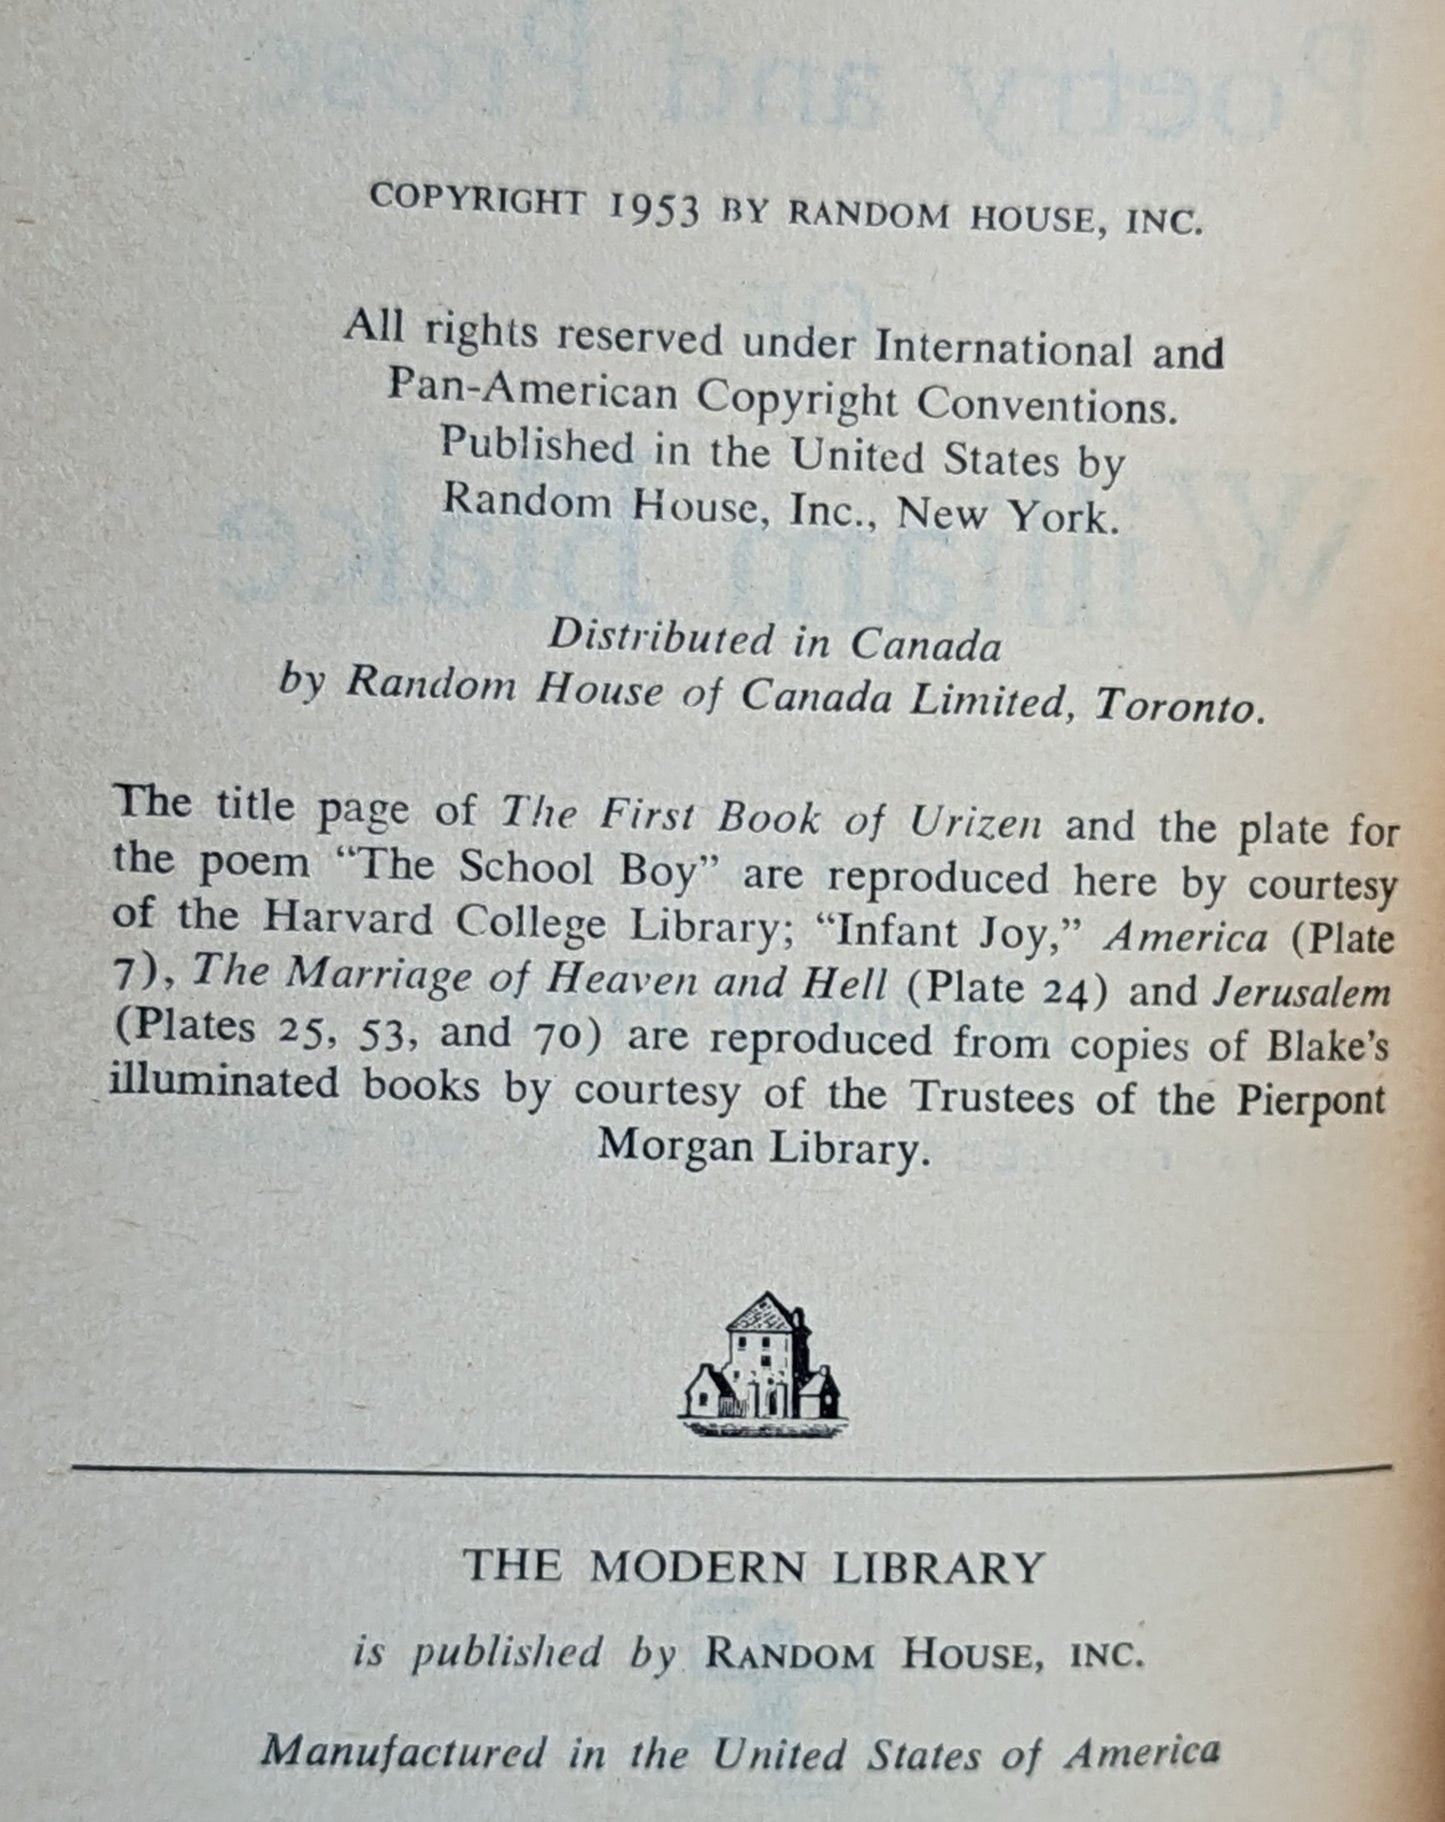 COPYRIGHT 1953 BY RANDOM HOUSE, INC.
All rights reserved under International and
Pan-American Copyright Conventions.
Published in the United States by
Random House, Inc., New York.
Distributed in Canada
by Random House of Canada Limited, Toronto.
The title page of The First Book of Urizen and the plate for
the poem “The School Boy” are reproduced here by courtesy
of the Harvard College Library; “Infant Joy,” America (Plate
7), The Marriage of Heaven and Hell (Plate 24) and Jerusalem
(Plates 25, 53, and 70) are reproduced from copies of Blake’s
illuminated books by courtesy of the Trustees of the Pierpont
Morgan Library.
THE MODERN LIBRARY
is published by RANDOM HOUSE, INC.
Manufactured in the United States of America